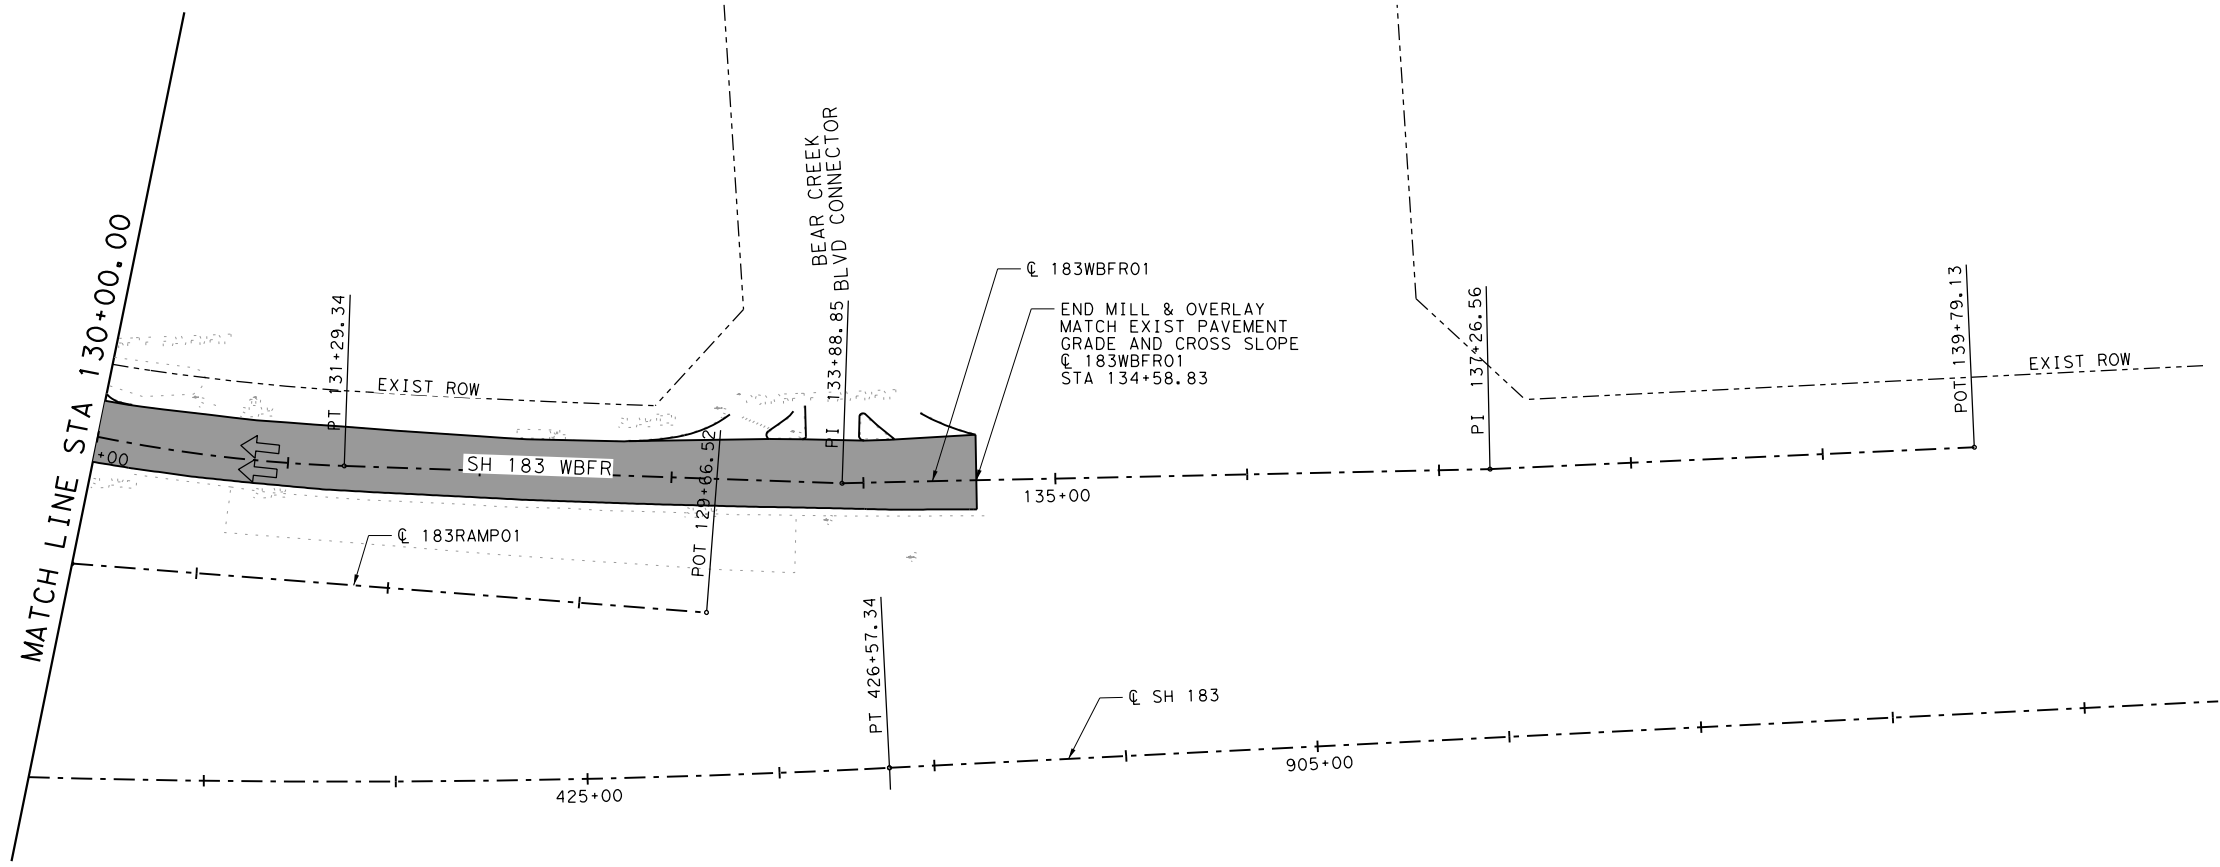 MATCH LINE STA 130+00.00
+00
PT 131+29.34
EXIST ROW
SH 183 WBFR
BEAR CREEK
BLVD CONNECTOR
PI 133+88.85
℄ 183WBFR01
END MILL & OVERLAY
MATCH EXIST PAVEMENT
GRADE AND CROSS SLOPE
℄ 183WBFR01
STA 134+58.83
135+00
PI 137+26.56
POT 139+79.13
EXIST ROW
℄ 183RAMP01
POT 129+66.52
PT 426+57.34
℄ SH 183
425+00
905+00